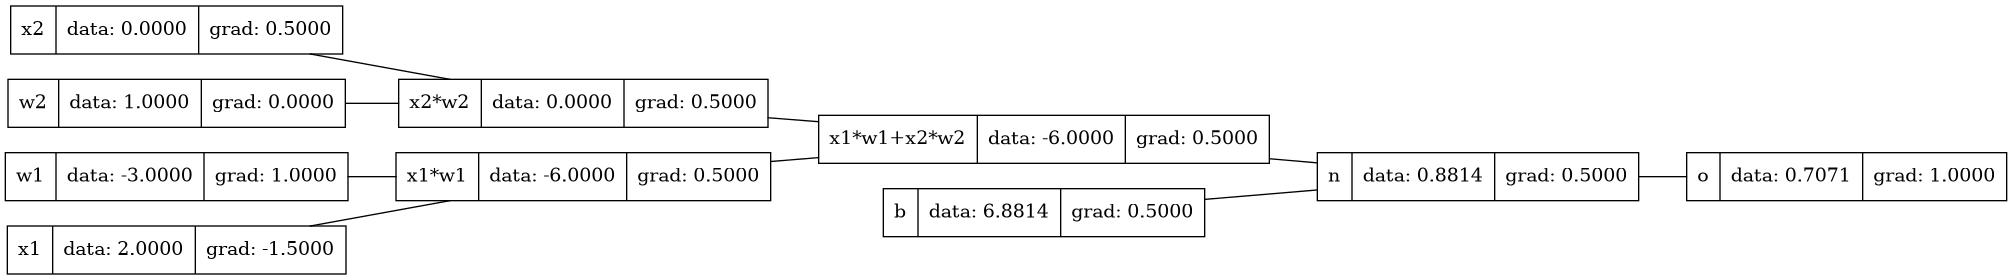 x2 data: 0.0000 grad: 0.5000
w2 data: 1.0000 grad: 0.0000
x2*w2 data: 0.0000 grad: 0.5000
x1*w1+x2*w2 data: -6.0000 grad: 0.5000
w1 data: -3.0000 grad: 1.0000
x1*w1 data: -6.0000 grad: 0.5000
n data: 0.8814 grad: 0.5000
o data: 0.7071 grad: 1.0000
b data: 6.8814 grad: 0.5000
x1 data: 2.0000 grad: -1.5000